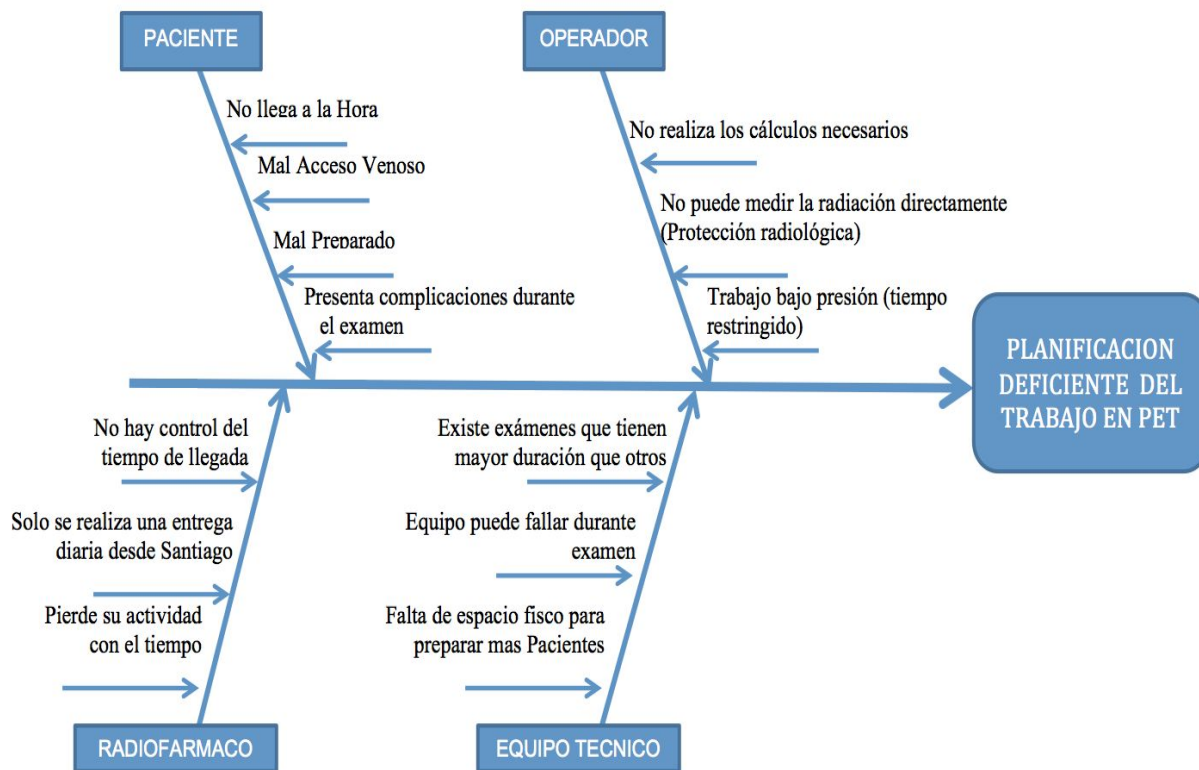 PACIENTE
No llega a la Hora
Mal Acceso Venoso
Mal Preparado
Presenta complicaciones durante
el examen
OPERADOR
No realiza los cálculos necesarios
No puede medir la radiación directamente
(Protección radiológica)
Trabajo bajo presión (tiempo
restringido)
PLANIFICACION
DEFICIENTE DEL
TRABAJO EN PET
No hay control del
tiempo de llegada
Solo se realiza una entrega
diaria desde Santiago
Pierde su actividad
con el tiempo
RADIOFARMACO
Existe exámenes que tienen
mayor duración que otros
Equipo puede fallar durante
examen
Falta de espacio fisco para
preparar mas Pacientes
EQUIPO TECNICO